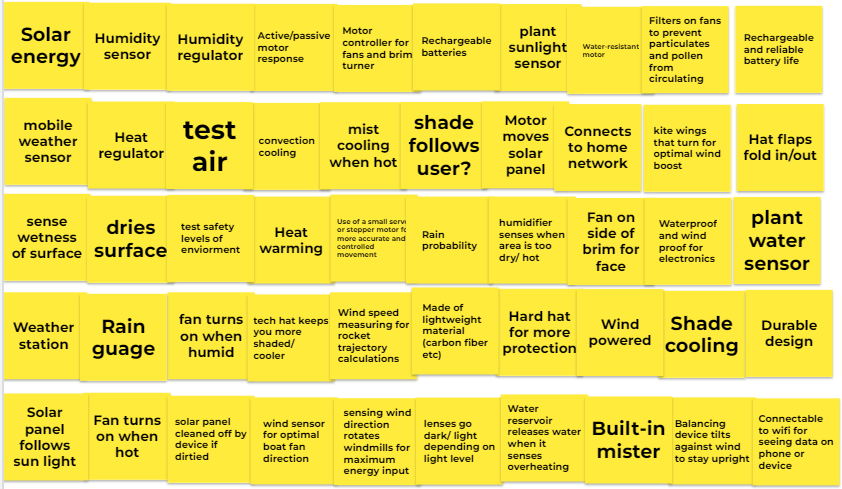 Solar
energy
Humidity
sensor
Humidity
regulator
Active/passive
motor
response
Motor
controller for
fans and brim
turner
Rechargeable
batteries
plant
sunlight
sensor
Water-resistant
motor
Filters on fans
to prevent
particulates
and pollen
from
circulating
Rechargeable
and reliable
battery life
mobile
weather
sensor
Heat
regulator
test
air
convection
cooling
mist
cooling
when hot
shade
follows
user?
Motor
moves
solar
panel
Connects
to home
network
kite wings
that turn for
optimal wind
boost
Hat flaps
fold in/out
sense
wetness
of surface
dries
surface
test safety
levels of
enviorment
Heat
warming
Use of a small
or stepper motor
more accurate and
controlled
movement
Rain
probability
humidifier
senses when
area is too
dry/ hot
Fan on
side of
brim for
face
Waterproof
and wind
proof for
electronics
plant
water
sensor
Weather
station
Rain
guage
fan turns
on when
humid
tech hat keeps
you more
shaded/
cooler
Wind speed
measuring for
rocket
trajectory
calculations
Made of
lightweight
material
(carbon fiber
etc)
Hard hat
for more
protection
Wind
powered
Shade
cooling
Durable
design
Solar
panel
follows
sun light
Fan turns
on when
hot
solar panel
cleaned off by
device if
dirtied
wind sensor
for optimal
boat fan
direction
sensing wind
direction
rotates
windmills for
maximum
energy input
lenses go
dark/ light
depending on
light level
Water
reservoir
releases water
when it
senses
overheating
Built-in
mister
Balancing
device tilts
against wind
to stay upright
Connectable
to wifi for
seeing data on
phone or
device